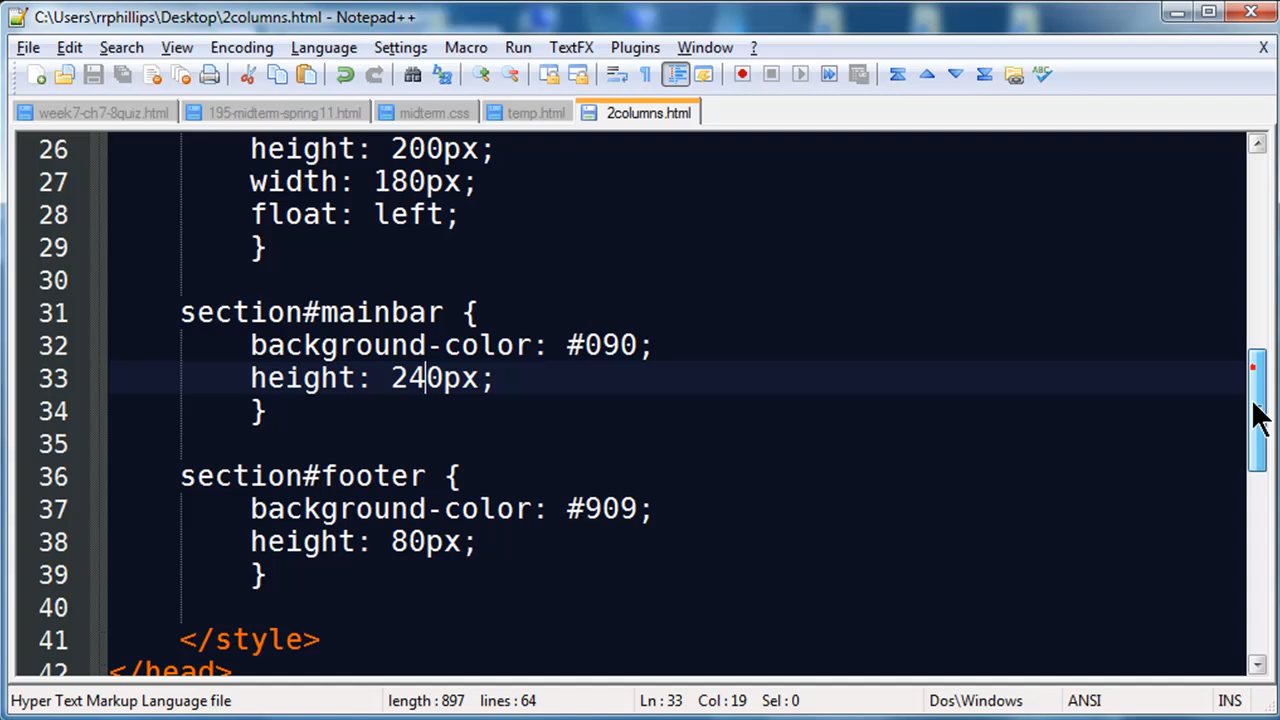 C:\Users\rrphillips\Desktop\2columns.html - Notepad++
File Edit Search View Encoding Language Settings Macro Run TextFX Plugins Window ? X
week7-ch7-8quiz.html 195-midterm-spring11.html midterm.css temp.html 2columns.html
26 height: 200px;
27 width: 180px;
28 float: left;
29 }
30
31 section#mainbar {
32 background-color: #090;
33 height: 240px;
34 }
35
36 section#footer {
37 background-color: #909;
38 height: 80px;
39 }
40
41 </style>
42 </head>
Hyper Text Markup Language file length : 897 lines : 64 Ln : 33 Col : 19 Sel : 0 Dos\Windows ANSI INS